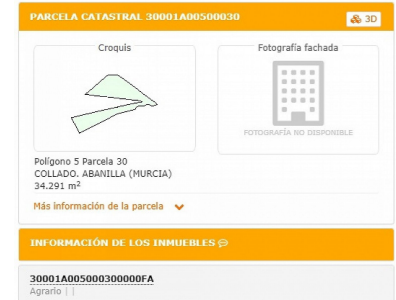 PARCELA CATASTRAL 30001A00500030
3D
Croquis
Fotografía fachada
FOTOGRAFÍA NO DISPONIBLE
Polígono 5 Parcela 30
COLLADO. ABANILLA (MURCIA)
34.291 m²
Más información de la parcela
INFORMACIÓN DE LOS INMUEBLES
30001A005000300000FA
Agrario | |